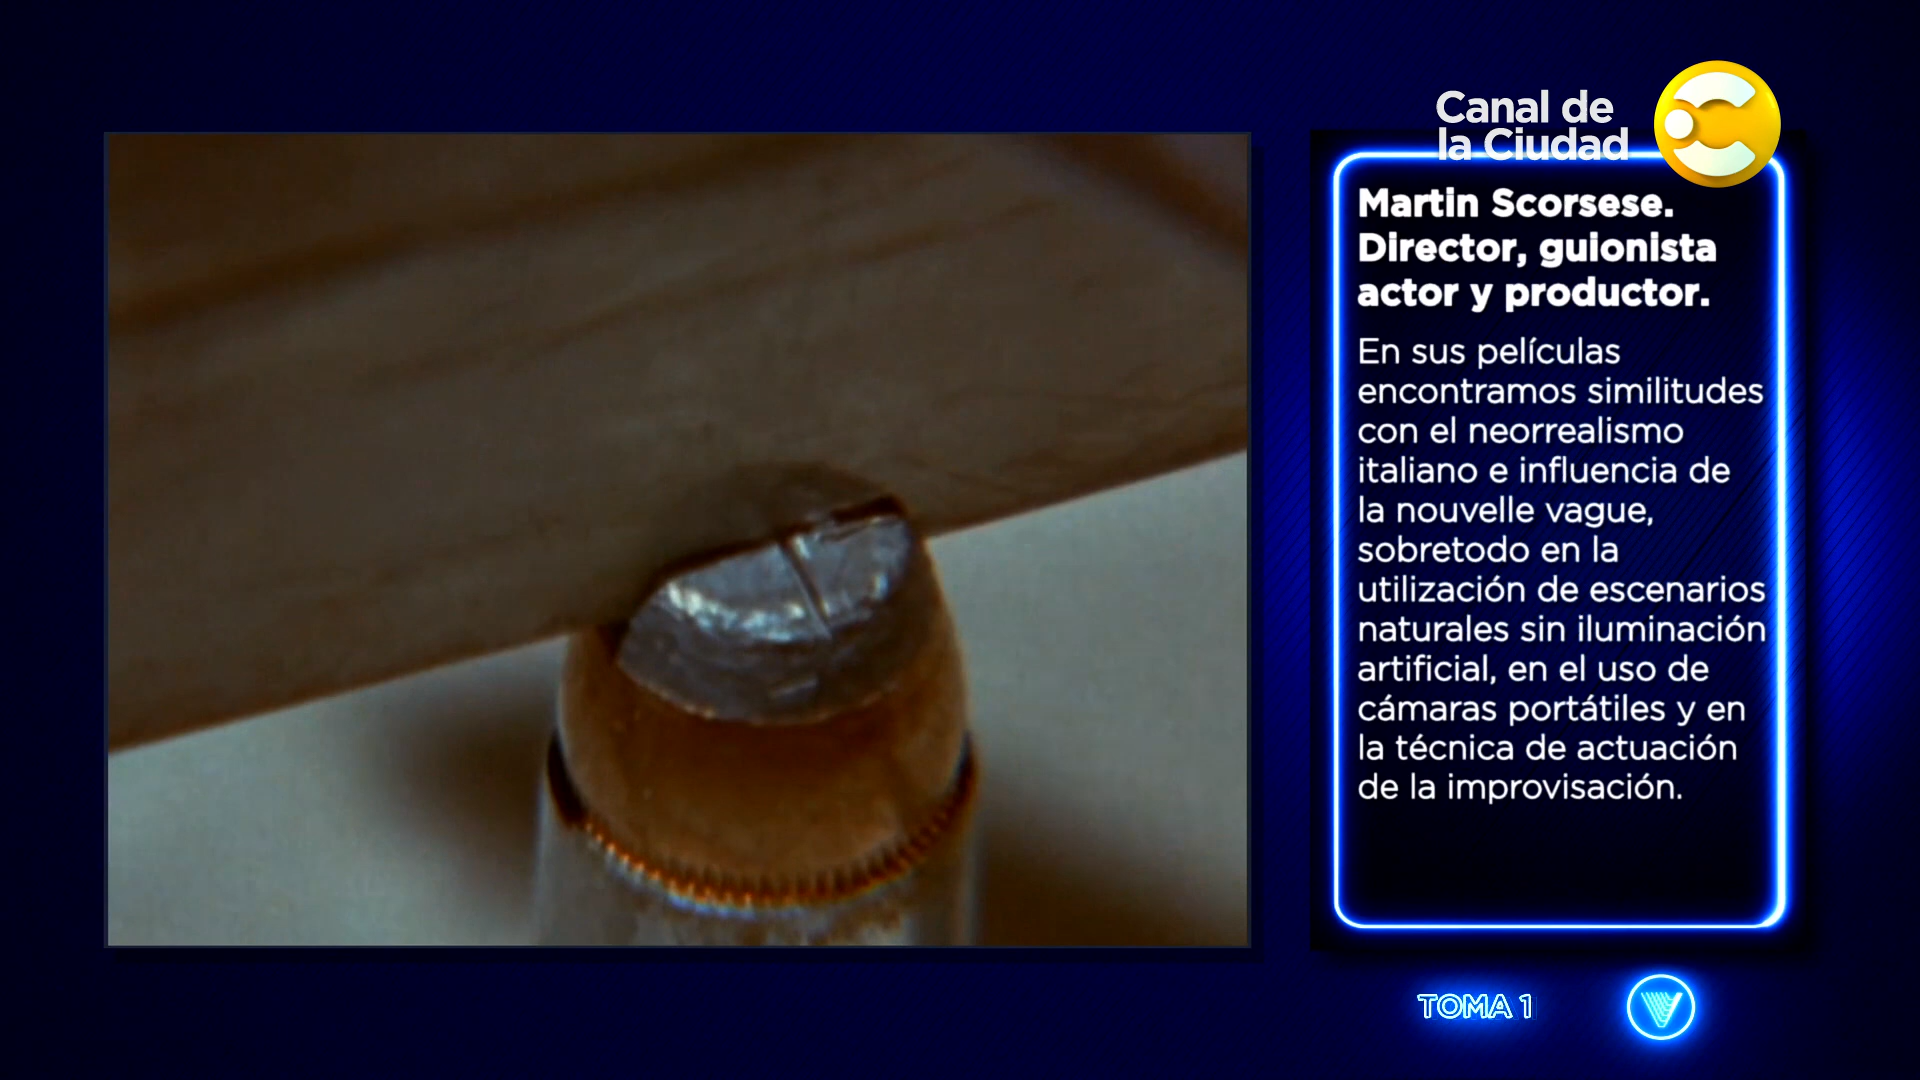 Canal de
la Ciudad
Martin Scorsese.
Director, guionista
actor y productor.
En sus películas
encontramos similitudes
con el neorrealismo
italiano e influencia de
la nouvelle vague,
sobretodo en la
utilización de escenarios
naturales sin iluminación
artificial, en el uso de
cámaras portátiles y en
la técnica de actuación
de la improvisación.
TOMA 1